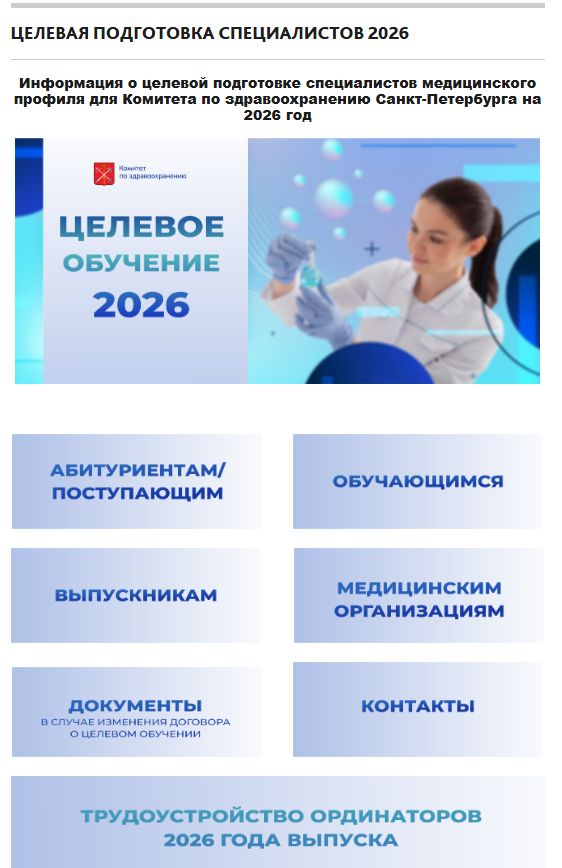 ЦЕЛЕВАЯ ПОДГОТОВКА СПЕЦИАЛИСТОВ 2026
Информация о целевой подготовке специалистов медицинского
профиля для Комитета по здравоохранению Санкт-Петербурга на
2026 год
Комитет
по здравоохранению
ЦЕЛЕВОЕ
ОБУЧЕНИЕ
2026
АБИТУРИЕНТАМ/
ПОСТУПАЮЩИМ
ОБУЧАЮЩИМСЯ
ВЫПУСКНИКАМ
МЕДИЦИНСКИМ
ОРГАНИЗАЦИЯМ
ДОКУМЕНТЫ
В СЛУЧАЕ ИЗМЕНЕНИЯ ДОГОВОРА
О ЦЕЛЕВОМ ОБУЧЕНИИ
КОНТАКТЫ
ТРУДОУСТРОЙСТВО ОРДИНАТОРОВ
2026 ГОДА ВЫПУСКА